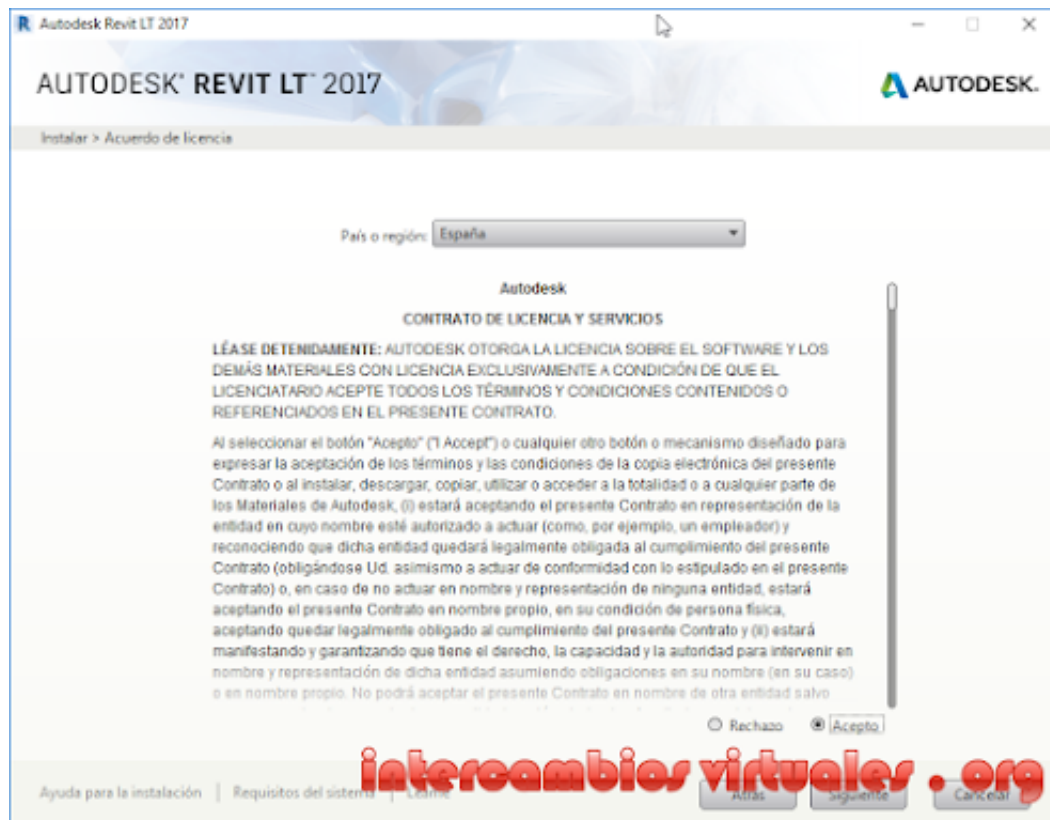 Autodesk Revit LT 2017
AUTODESK® REVIT LT™ 2017
AUTODESK.
Instalar > Acuerdo de licencia
País o región: España
Autodesk
CONTRATO DE LICENCIA Y SERVICIOS
LÉASE DETENIDAMENTE: AUTODESK OTORGA LA LICENCIA SOBRE EL SOFTWARE Y LOS
DEMÁS MATERIALES CON LICENCIA EXCLUSIVAMENTE A CONDICIÓN DE QUE EL
LICENCIATARIO ACEPTE TODOS LOS TÉRMINOS Y CONDICIONES CONTENIDOS O
REFERENCIADOS EN EL PRESENTE CONTRATO.
Al seleccionar el botón "Acepto" ("I Accept") o cualquier otro botón o mecanismo diseñado para
expresar la aceptación de los términos y las condiciones de la copia electrónica del presente
Contrato o al instalar, descargar, copiar, utilizar o acceder a la totalidad o a cualquier parte de
los Materiales de Autodesk, (i) estará aceptando el presente Contrato en representación de la
entidad en cuyo nombre esté autorizado a actuar (como, por ejemplo, un empleador) y
reconociendo que dicha entidad quedará legalmente obligada al cumplimiento del presente
Contrato (obligándose Ud. asimismo a actuar de conformidad con lo estipulado en el presente
Contrato) o, en caso de no actuar en nombre y representación de ninguna entidad, estará
aceptando el presente Contrato en nombre propio, en su condición de persona física,
aceptando quedar legalmente obligado al cumplimiento del presente Contrato y (ii) estará
manifestando y garantizando que tiene el derecho, la capacidad y la autoridad para intervenir en
nombre y representación de dicha entidad asumiendo obligaciones en su nombre (en su caso)
o en nombre propio. No podrá aceptar el presente Contrato en nombre de otra entidad salvo
Rechazo Acepto
intercambios virtuales . org
Ayuda para la instalación | Requisitos del sistema | Léame Atrás Siguiente Cancelar